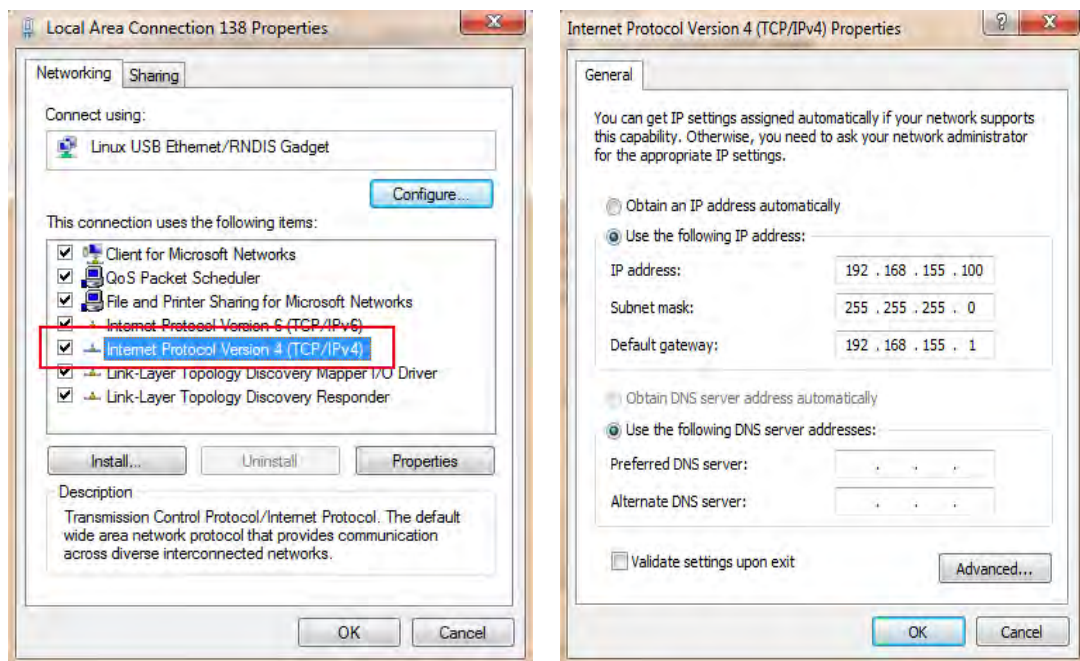 Local Area Connection 138 Properties
Networking
Sharing
Connect using:
Linux USB Ethernet/RNDIS Gadget
Configure...
This connection uses the following items:
Client for Microsoft Networks
QoS Packet Scheduler
File and Printer Sharing for Microsoft Networks
Internet Protocol Version 6 (TCP/IPv6)
Internet Protocol Version 4 (TCP/IPv4)
Link-Layer Topology Discovery Mapper I/O Driver
Link-Layer Topology Discovery Responder
Install...
Uninstall
Properties
Description
Transmission Control Protocol/Internet Protocol. The default
wide area network protocol that provides communication
across diverse interconnected networks.
OK
Cancel
Internet Protocol Version 4 (TCP/IPv4) Properties
General
You can get IP settings assigned automatically if your network supports
this capability. Otherwise, you need to ask your network administrator
for the appropriate IP settings.
Obtain an IP address automatically
Use the following IP address:
IP address: 192 . 168 . 155 . 100
Subnet mask: 255 . 255 . 255 . 0
Default gateway: 192 . 168 . 155 . 1
Obtain DNS server address automatically
Use the following DNS server addresses:
Preferred DNS server: . . .
Alternate DNS server: . . .
Validate settings upon exit
Advanced...
OK
Cancel